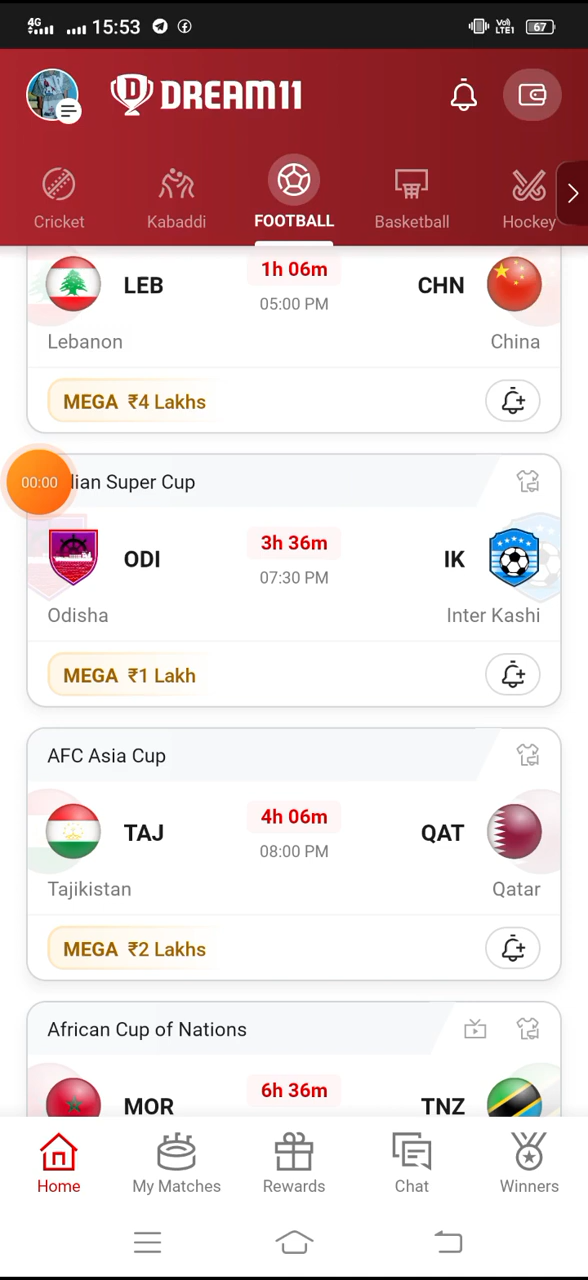 4G 15:53 Vo) LTE1 67
DREAM11
Cricket Kabaddi FOOTBALL Basketball Hockey
LEB 1h 06m CHN
05:00 PM
Lebanon China
MEGA ₹4 Lakhs
00:00 dian Super Cup
ODI 3h 36m IK
07:30 PM
Odisha Inter Kashi
MEGA ₹1 Lakh
AFC Asia Cup
TAJ 4h 06m QAT
08:00 PM
Tajikistan Qatar
MEGA ₹2 Lakhs
African Cup of Nations
MOR 6h 36m TNZ
Home My Matches Rewards Chat Winners